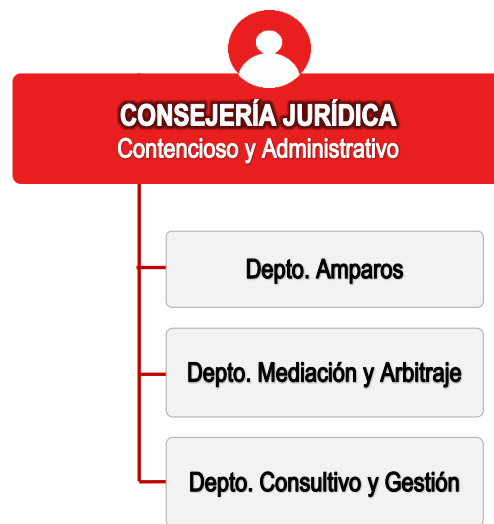 CONSEJERÍA JURÍDICA
Contencioso y Administrativo
Depto. Amparos
Depto. Mediación y Arbitraje
Depto. Consultivo y Gestión